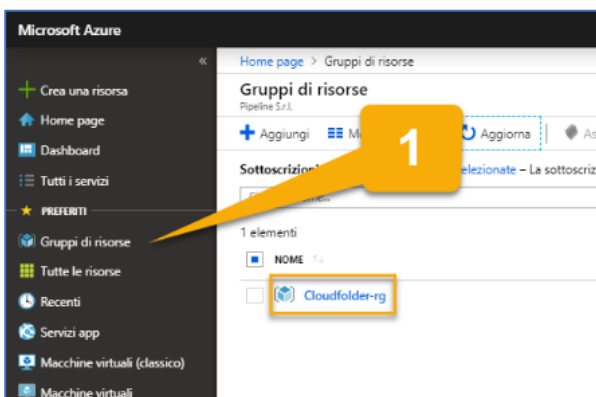 Microsoft Azure
«
Crea una risorsa
Home page
Dashboard
Tutti i servizi
PREFERITI
Gruppi di risorse
Tutte le risorse
Recenti
Servizi app
Macchine virtuali (classico)
Macchine virtuali
Home page > Gruppi di risorse
Gruppi di risorse
Pipeline S.r.l.
Aggiungi Aggiorna
1
Sottoscrizioni elezionate – La sottoscriz
1 elementi
NOME ↑↓
Cloudfolder-rg